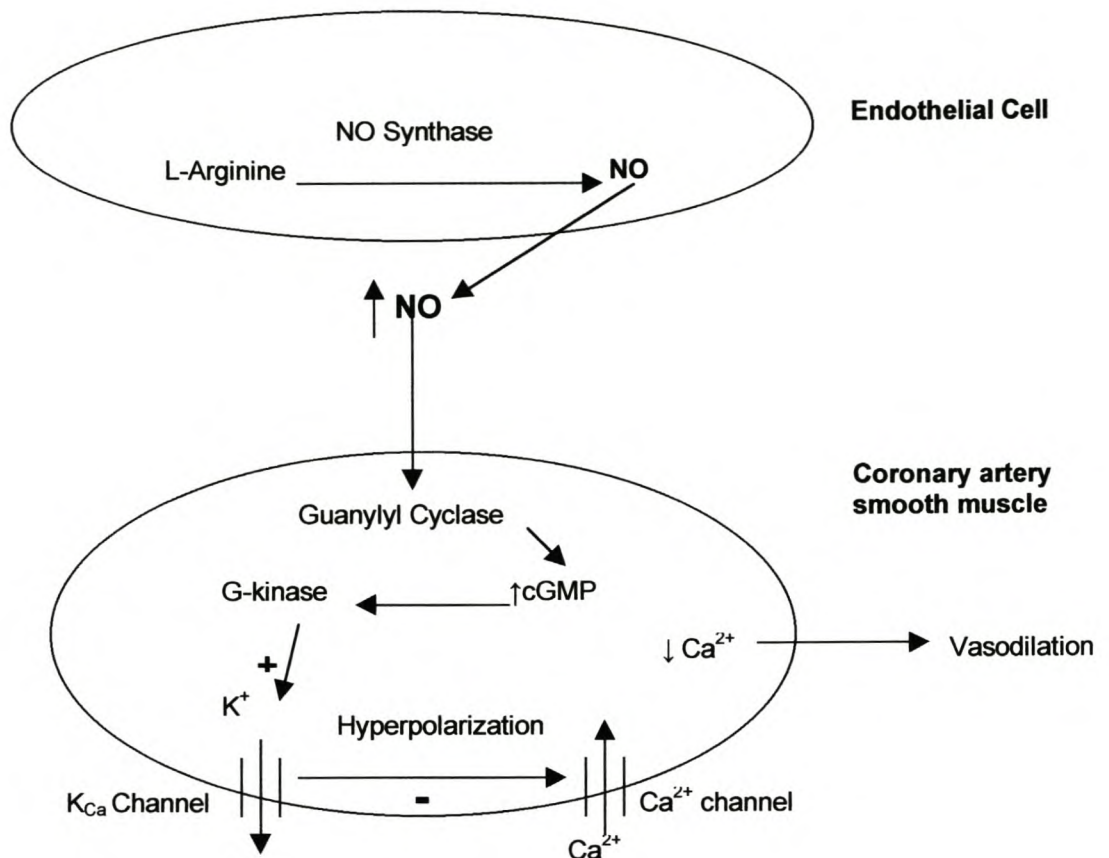 Endothelial Cell
NO Synthase
L-Arginine
NO
↑ NO
Coronary artery
smooth muscle
Guanylyl Cyclase
G-kinase
↑cGMP
↓ Ca²⁺
Vasodilation
+
K⁺
Hyperpolarization
-
K_Ca Channel
Ca²⁺ channel
Ca²⁺